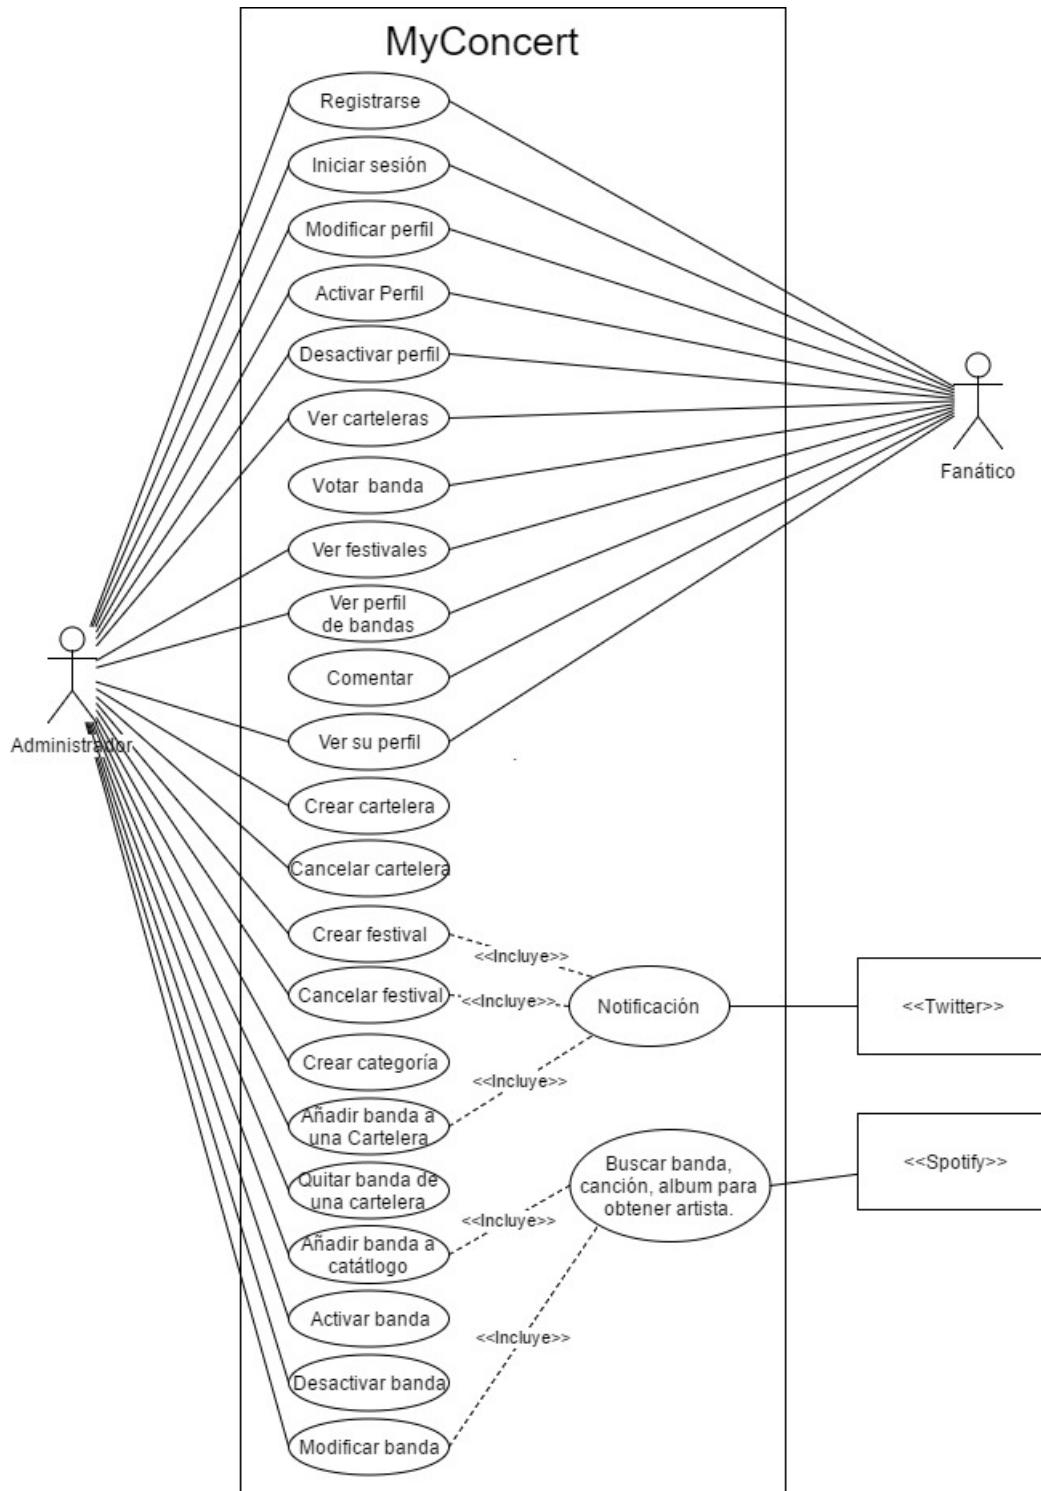 MyConcert
Registrarse
Iniciar sesión
Modificar perfil
Activar Perfil
Desactivar perfil
Ver carteleras
Fanático
Votar banda
Ver festivales
Ver perfil
de bandas
Comentar
Ver su perfil
Administrador
Crear cartelera
Cancelar cartelera
Crear festival
<<Incluye>>
Cancelar festival
<<Incluye>>
Notificación
<<Twitter>>
Crear categoría
<<Incluye>>
Añadir banda a
una Cartelera
Quitar banda de
una cartelera
Buscar banda,
canción, album para
obtener artista.
<<Spotify>>
<<Incluye>>
Añadir banda a
catátlogo
Activar banda
<<Incluye>>
Desactivar banda
Modificar banda